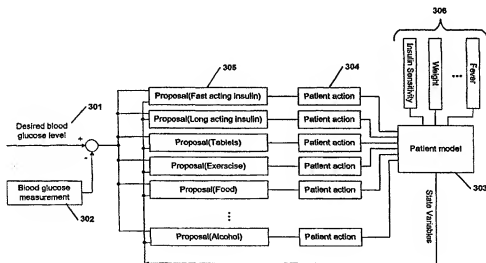 306
Insulin Sensitivity
Weight
...
Fever
305
304
301
Proposal(Fast acting insulin)
Patient action
Proposal(Long acting insulin)
Patient action
Desired blood
glucose level
+
-
Proposal(Tablets)
Patient action
Patient model
303
Proposal(Exerscise)
Patient action
Blood glucose
measurement
302
Proposal(Food)
Patient action
...
State Variables
Proposal(Alcohol)
Patient action